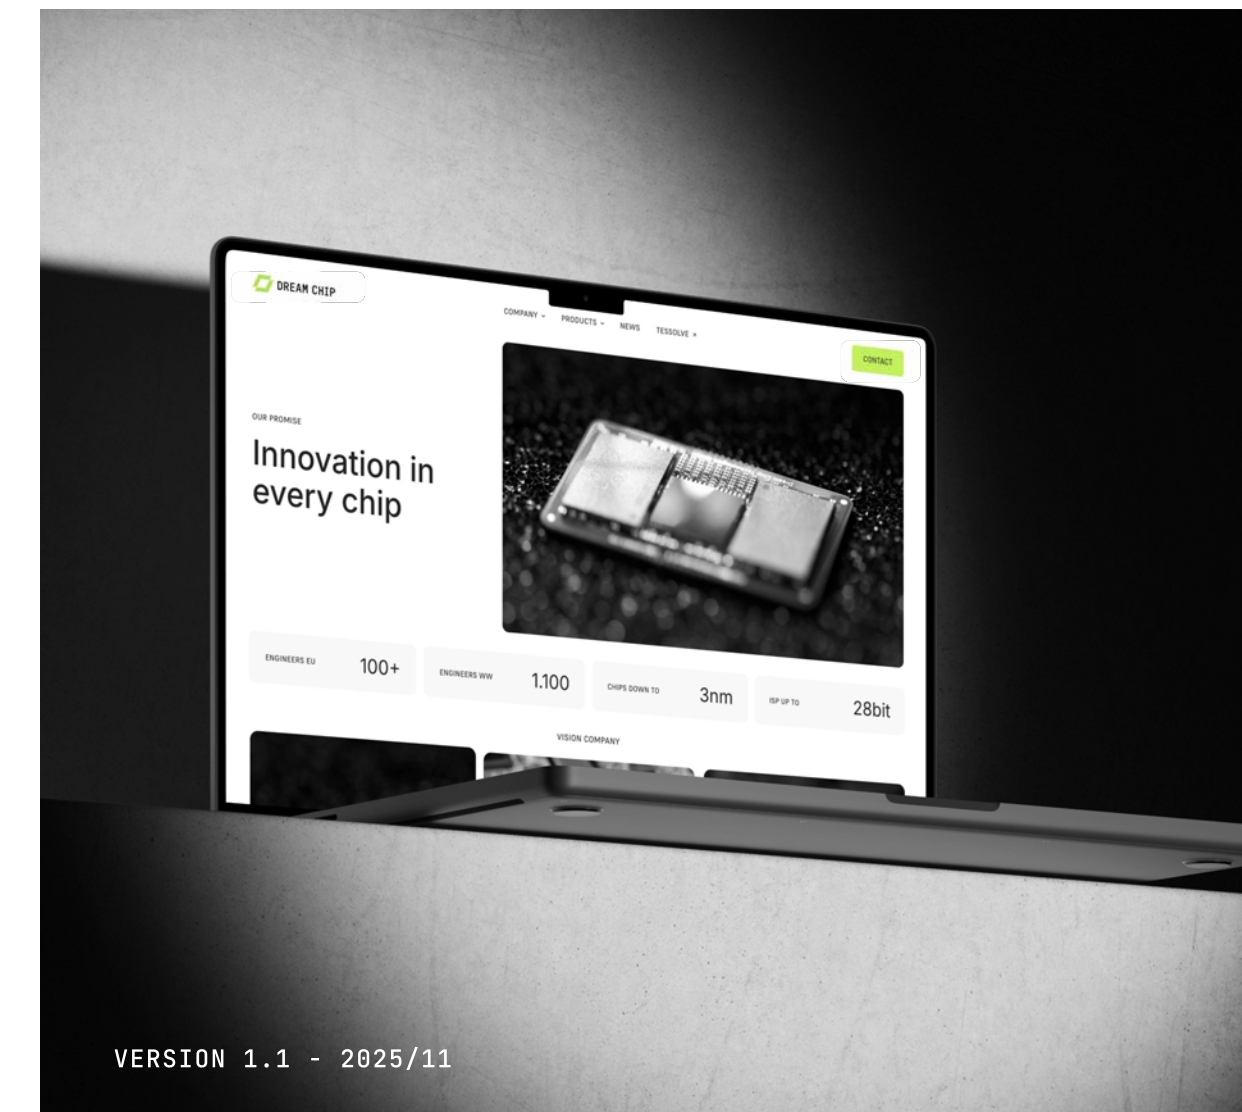 DREAM CHIP
COMPANY
PRODUCTS
NEWS
TESSOLVE
CONTACT
OUR PROMISE
Innovation in
every chip
ENGINEERS EU
100+
ENGINEERS WW
1.100
CHIPS DOWN TO
3nm
ISP UP TO
28bit
VISION COMPANY
VERSION 1.1 - 2025/11